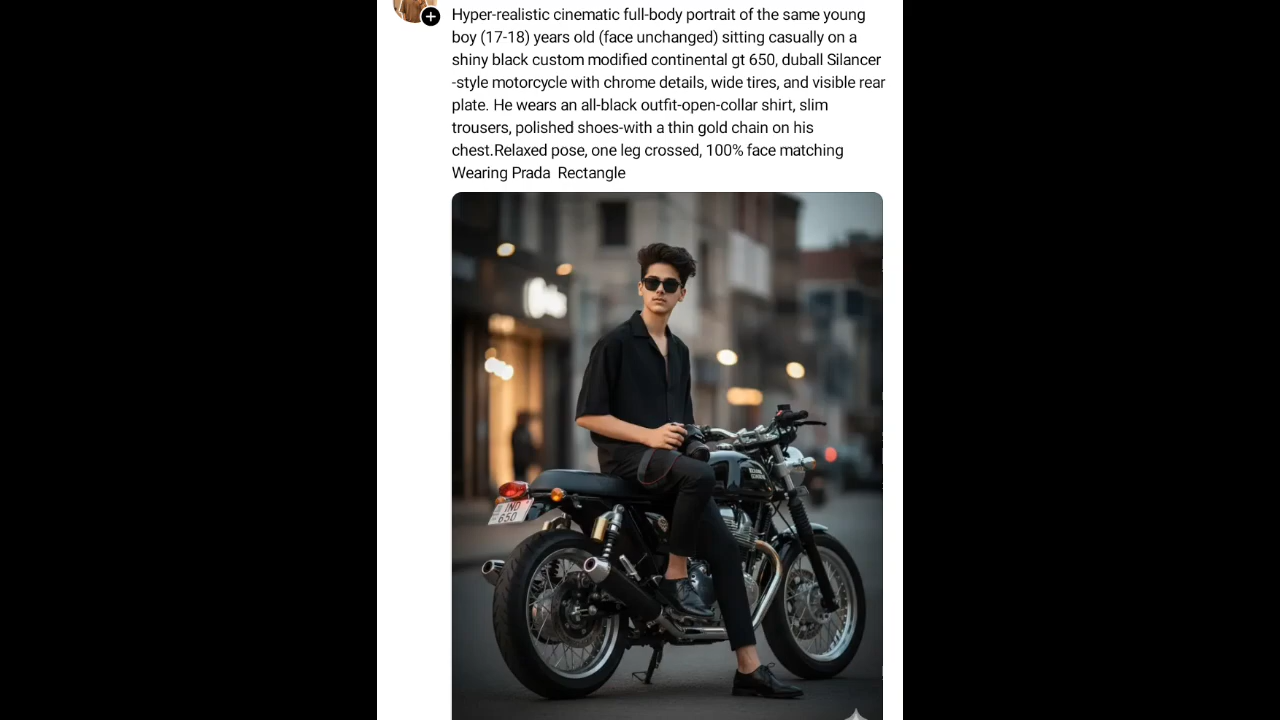 Hyper-realistic cinematic full-body portrait of the same young
boy (17-18) years old (face unchanged) sitting casually on a
shiny black custom modified continental gt 650, duball Silancer
-style motorcycle with chrome details, wide tires, and visible rear
plate. He wears an all-black outfit-open-collar shirt, slim
trousers, polished shoes-with a thin gold chain on his
chest.Relaxed pose, one leg crossed, 100% face matching
Wearing Prada  Rectangle
IND
650